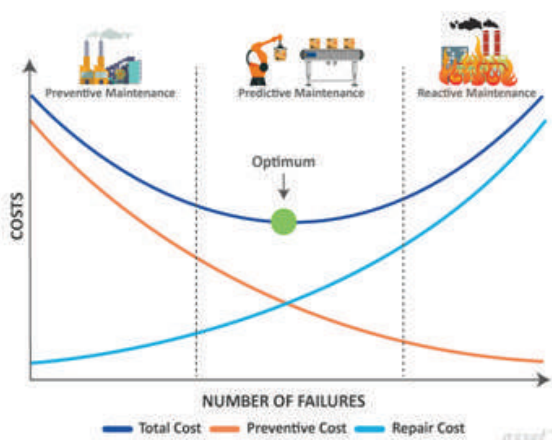 Preventive Maintenance
Predictive Maintenance
Reactive Maintenance
Optimum
COSTS
NUMBER OF FAILURES
Total Cost
Preventive Cost
Repair Cost